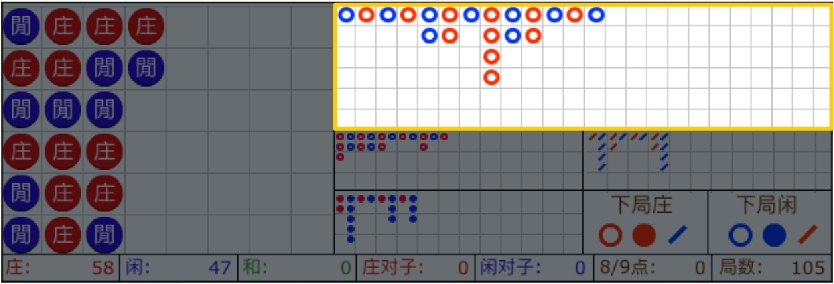 閒 庄 庄 庄
庄 庄 閒 閒
閒 閒 閒
庄 庄 庄
閒 庄 庄
閒 庄 閒
下局庄 下局闲
庄: 58 闲: 47 和: 0 庄对子: 0 闲对子: 0 8/9点: 0 局数: 105